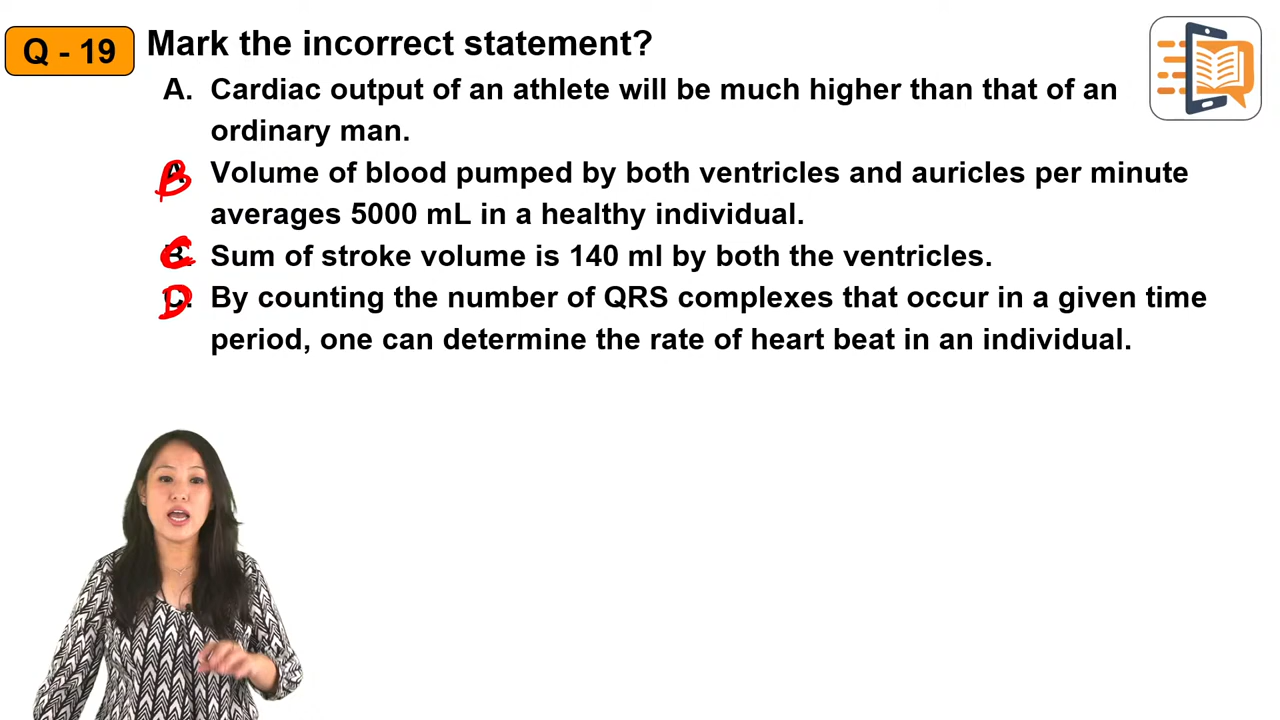 Q - 19
Mark the incorrect statement?
A. Cardiac output of an athlete will be much higher than that of an
ordinary man.
B Volume of blood pumped by both ventricles and auricles per minute
averages 5000 mL in a healthy individual.
C Sum of stroke volume is 140 ml by both the ventricles.
D By counting the number of QRS complexes that occur in a given time
period, one can determine the rate of heart beat in an individual.